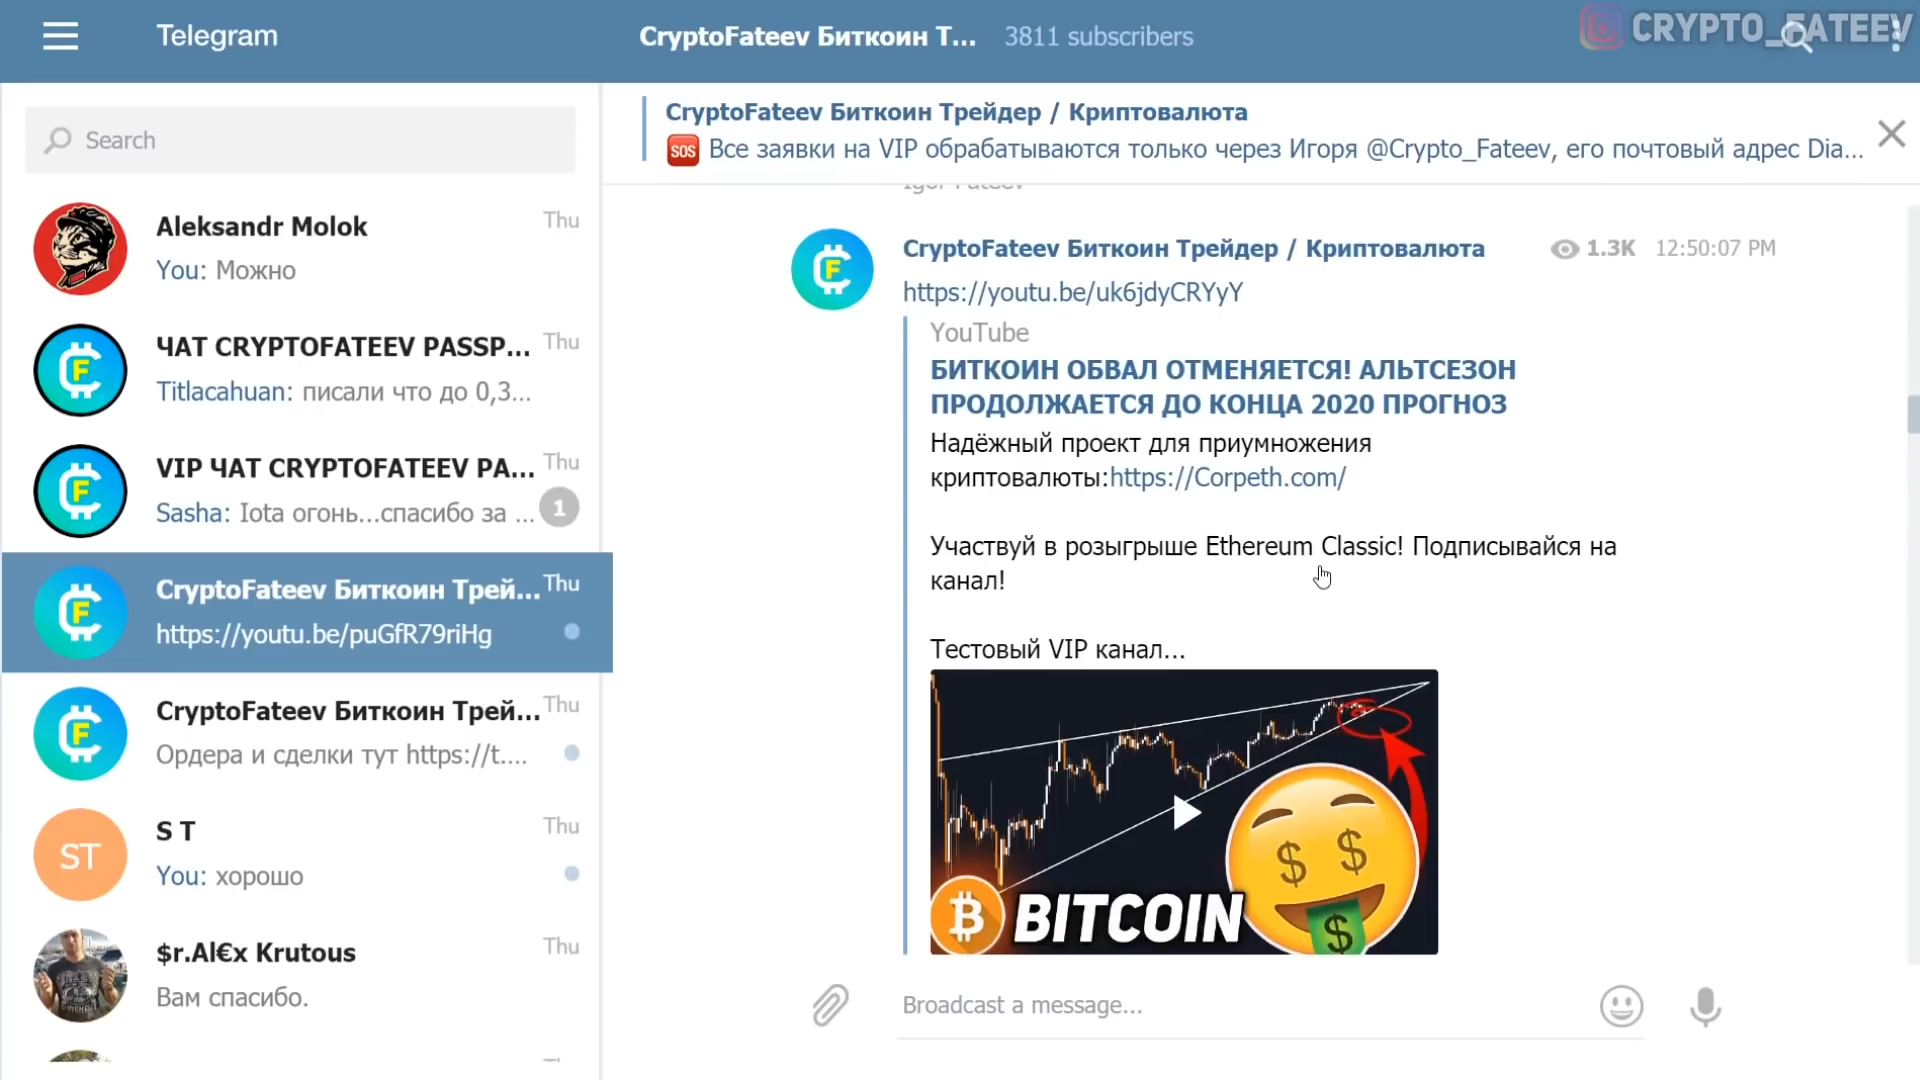 Telegram
CryptoFateev Биткоин Т...
3811 subscribers
CRYPTO_FATEEV
Search
CryptoFateev Биткоин Трейдер / Криптовалюта
SOS Все заявки на VIP обрабатываются только через Игоря @Crypto_Fateev, его почтовый адрес Dia...
Igor Fateev
Aleksandr Molok
Thu
You: Можно
ЧАТ CRYPTOFATEEV PASSP...
Thu
Titlacahuan: писали что до 0,3...
VIP ЧАТ CRYPTOFATEEV PA...
Thu
Sasha: Iota огонь...спасибо за ...
1
CryptoFateev Биткоин Трей...
Thu
https://youtu.be/puGfR79riHg
CryptoFateev Биткоин Трей...
Thu
Ордера и сделки тут https://t....
ST
S T
Thu
You: хорошо
$r.Al€x Krutous
Thu
Вам спасибо.
CryptoFateev Биткоин Трейдер / Криптовалюта
1.3K 12:50:07 PM
https://youtu.be/uk6jdyCRYyY
YouTube
БИТКОИН ОБВАЛ ОТМЕНЯЕТСЯ! АЛЬТСЕЗОН
ПРОДОЛЖАЕТСЯ ДО КОНЦА 2020 ПРОГНОЗ
Надёжный проект для приумножения
криптовалюты:https://Corpeth.com/
Участвуй в розыгрыше Ethereum Classic! Подписывайся на
канал!
Тестовый VIP канал...
BITCOIN
Broadcast a message...